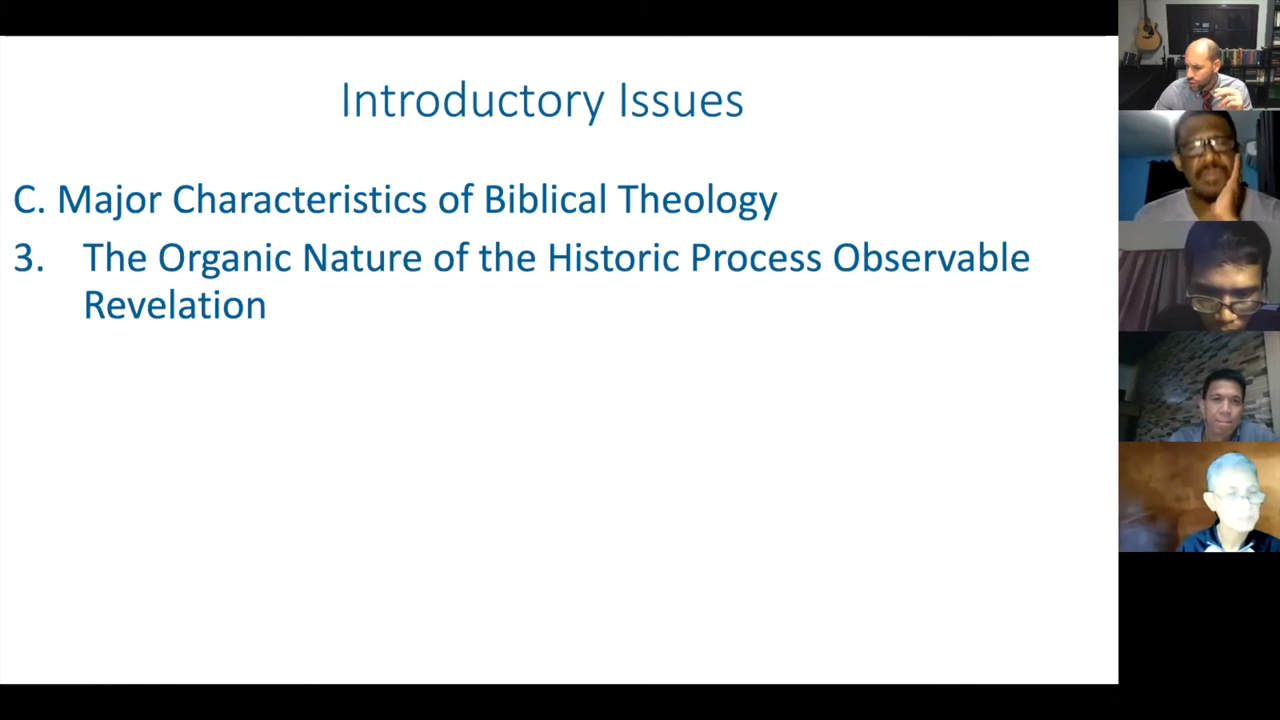 Introductory Issues
C. Major Characteristics of Biblical Theology
3. The Organic Nature of the Historic Process Observable
Revelation